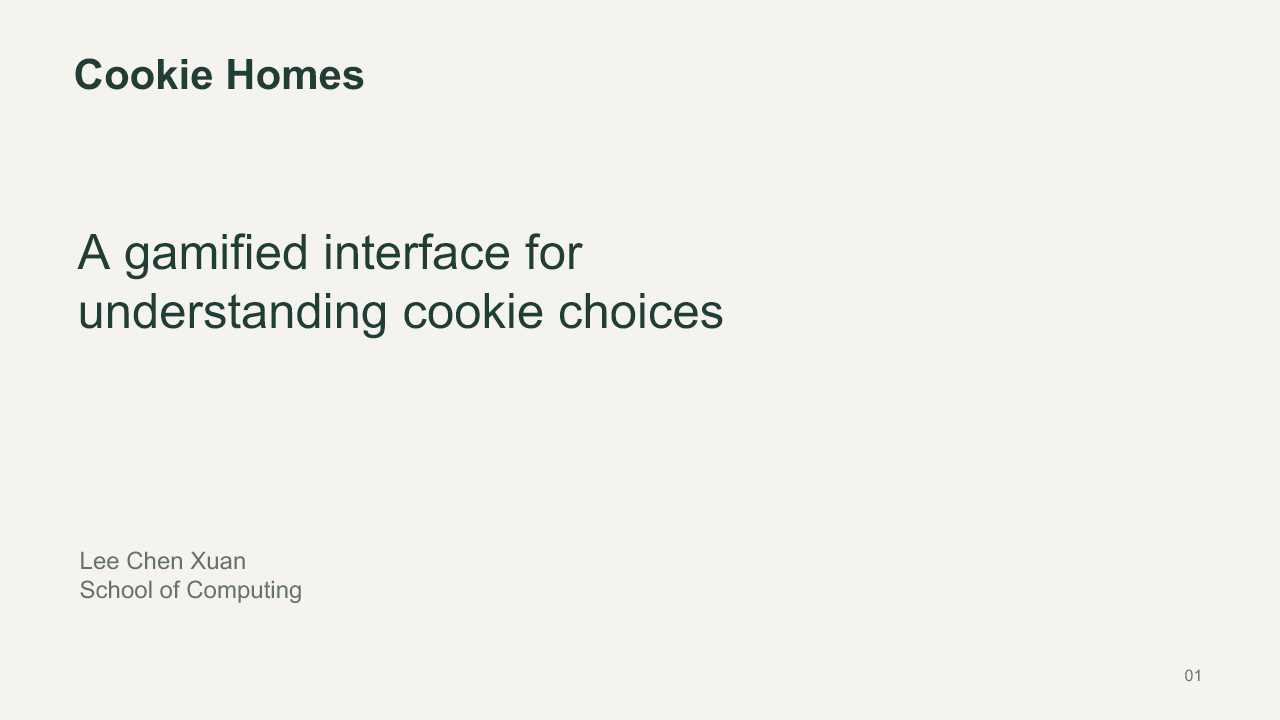 Cookie Homes
A gamified interface for
understanding cookie choices
Lee Chen Xuan
School of Computing
01